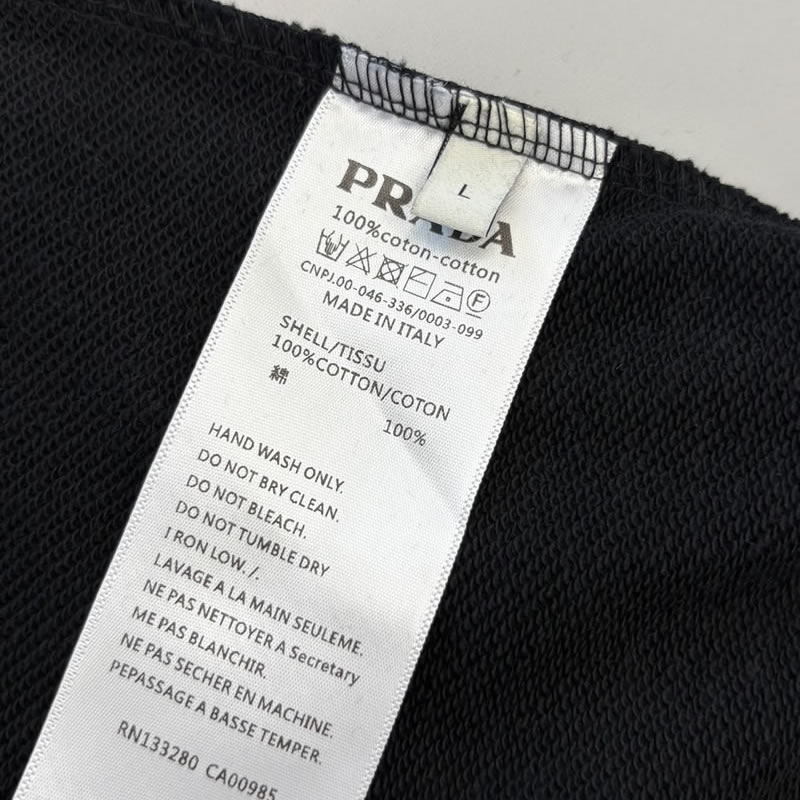 L
PRADA
100%coton-cotton
CNPJ.00-046-336/0003-099
MADE IN ITALY
SHELL/TISSU
100%COTTON/COTON
綿
100%
HAND WASH ONLY.
DO NOT BRY CLEAN.
DO NOT BLEACH.
DO NOT TUMBLE DRY
I RON LOW. /.
LAVAGE A LA MAIN SEULEME.
NE PAS NETTOYER A Secretary
ME PAS BLANCHIR.
NE PAS SECHER EN MACHINE.
PEPASSAGE A BASSE TEMPER.
RN133280 CA00985